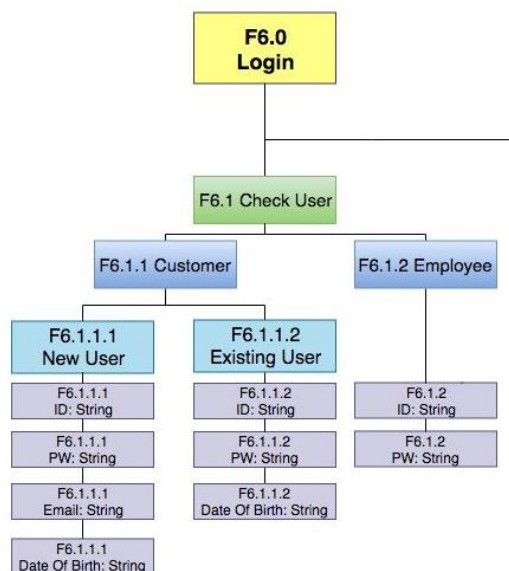 F6.0
Login
F6.1 Check User
F6.1.1 Customer
F6.1.2 Employee
F6.1.1.1
New User
F6.1.1.2
Existing User
F6.1.1.1
ID: String
F6.1.1.2
ID: String
F6.1.2
ID: String
F6.1.1.1
PW: String
F6.1.1.2
PW: String
F6.1.2
PW: String
F6.1.1.1
Email: String
F6.1.1.2
Date Of Birth: String
F6.1.1.1
Date Of Birth: String